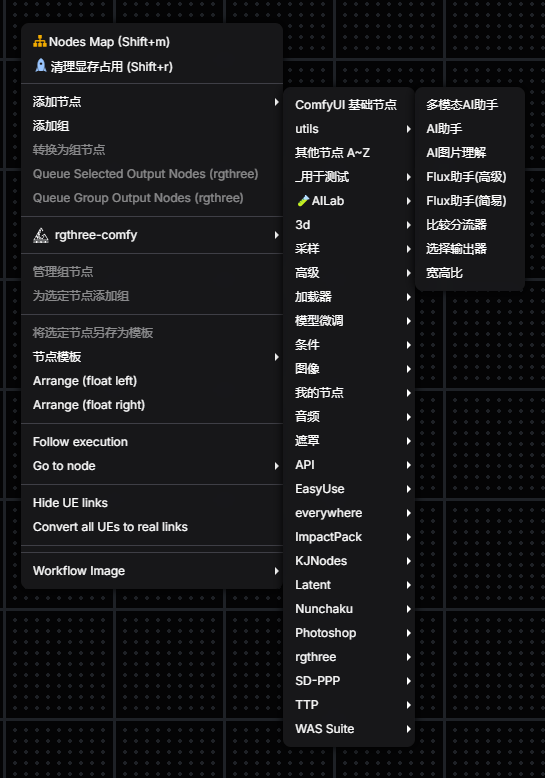 Nodes Map (Shift+m)
清理显存占用 (Shift+r)
添加节点
添加组
转换为组节点
Queue Selected Output Nodes (rgthree)
Queue Group Output Nodes (rgthree)
rgthree-comfy
管理组节点
为选定节点添加组
将选定节点另存为模板
节点模板
Arrange (float left)
Arrange (float right)
Follow execution
Go to node
Hide UE links
Convert all UEs to real links
Workflow Image
ComfyUI 基础节点
utils
其他节点 A~Z
_用于测试
AILab
3d
采样
高级
加载器
模型微调
条件
图像
我的节点
音频
遮罩
API
EasyUse
everywhere
ImpactPack
KJNodes
Latent
Nunchaku
Photoshop
rgthree
SD-PPP
TTP
WAS Suite
多模态AI助手
AI助手
AI图片理解
Flux助手(高级)
Flux助手(简易)
比较分流器
选择输出器
宽高比